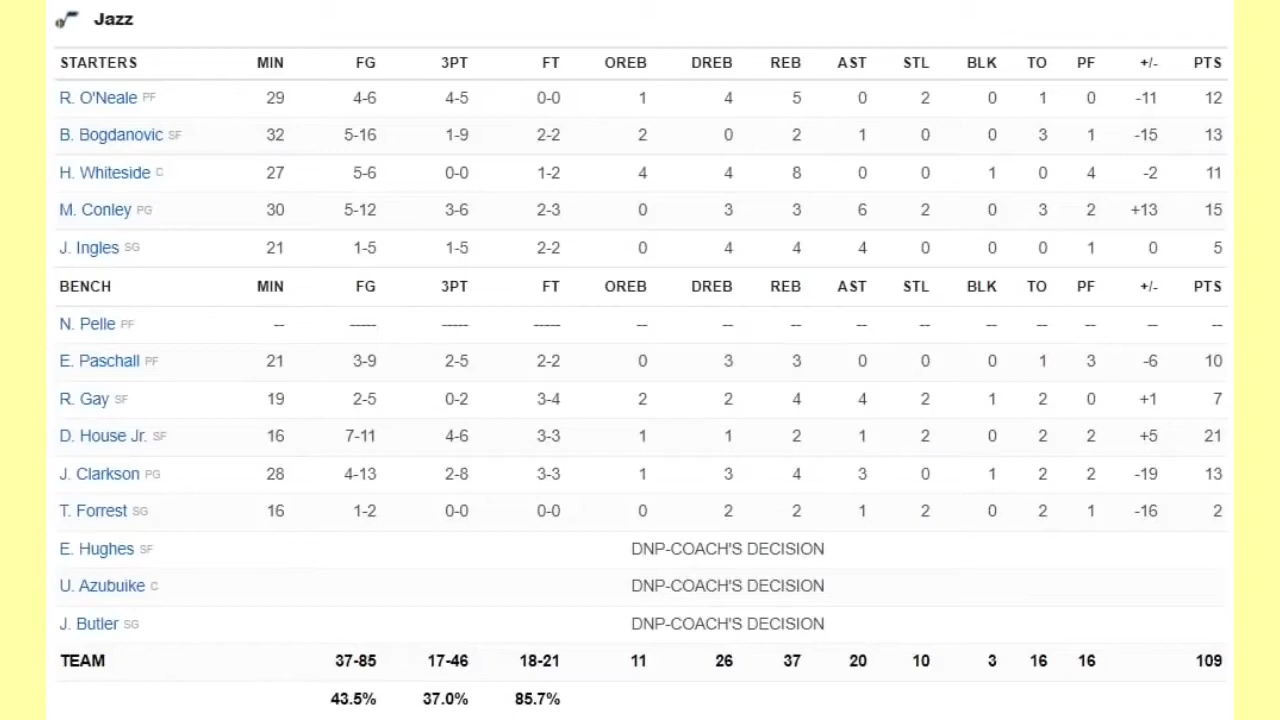 Jazz
STARTERS MIN FG 3PT FT OREB DREB REB AST STL BLK TO PF +/- PTS
R. O'Neale PF 29 4-6 4-5 0-0 1 4 5 0 2 0 1 0 -11 12
B. Bogdanovic SF 32 5-16 1-9 2-2 2 0 2 1 0 0 3 1 -15 13
H. Whiteside C 27 5-6 0-0 1-2 4 4 8 0 0 1 0 4 -2 11
M. Conley PG 30 5-12 3-6 2-3 0 3 3 6 2 0 3 2 +13 15
J. Ingles SG 21 1-5 1-5 2-2 0 4 4 4 0 0 0 1 0 5
BENCH MIN FG 3PT FT OREB DREB REB AST STL BLK TO PF +/- PTS
N. Pelle PF -- ----- ----- ----- -- -- -- -- -- -- -- -- -- --
E. Paschall PF 21 3-9 2-5 2-2 0 3 3 0 0 0 1 3 -6 10
R. Gay SF 19 2-5 0-2 3-4 2 2 4 4 2 1 2 0 +1 7
D. House Jr. SF 16 7-11 4-6 3-3 1 1 2 1 2 0 2 2 +5 21
J. Clarkson PG 28 4-13 2-8 3-3 1 3 4 3 0 1 2 2 -19 13
T. Forrest SG 16 1-2 0-0 0-0 0 2 2 1 2 0 2 1 -16 2
E. Hughes SF DNP-COACH'S DECISION
U. Azubuike C DNP-COACH'S DECISION
J. Butler SG DNP-COACH'S DECISION
TEAM 37-85 17-46 18-21 11 26 37 20 10 3 16 16 109
43.5% 37.0% 85.7%